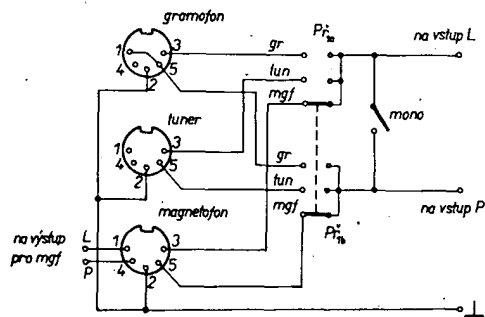 gramofon
Př1a
1
3
4
5
2
gr
na vstup L
tun
mgf
mono
tuner
1
3
4
5
2
gr
tun
mgf
na vstup P
Př1b
magnetofon
na výstup
pro mgf
L
P
1
3
4
5
2